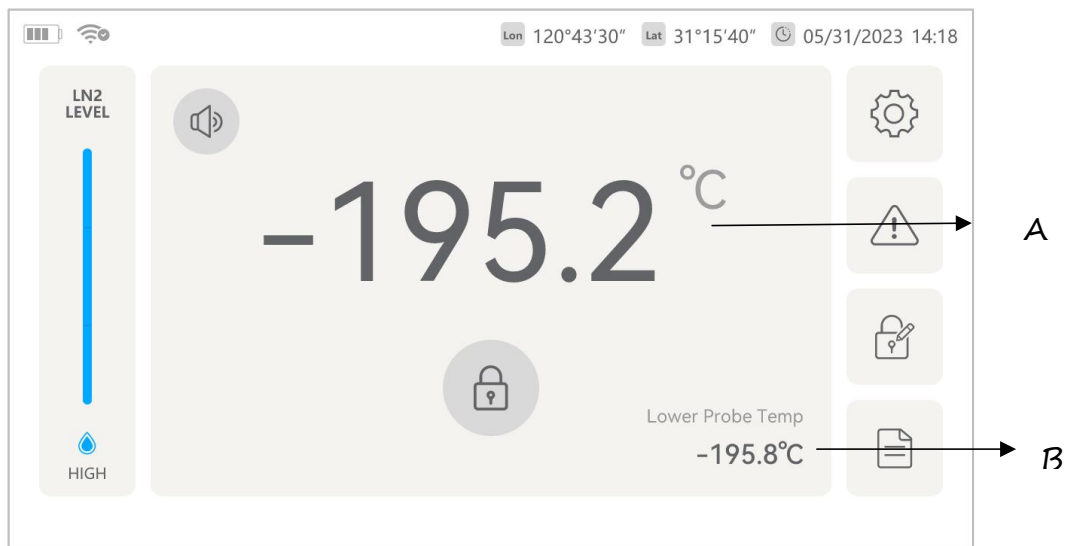 Lon 120°43′30″ Lat 31°15′40″ 05/31/2023 14:18
LN2
LEVEL
-195.2 °C
A
Lower Probe Temp
-195.8°C
B
HIGH